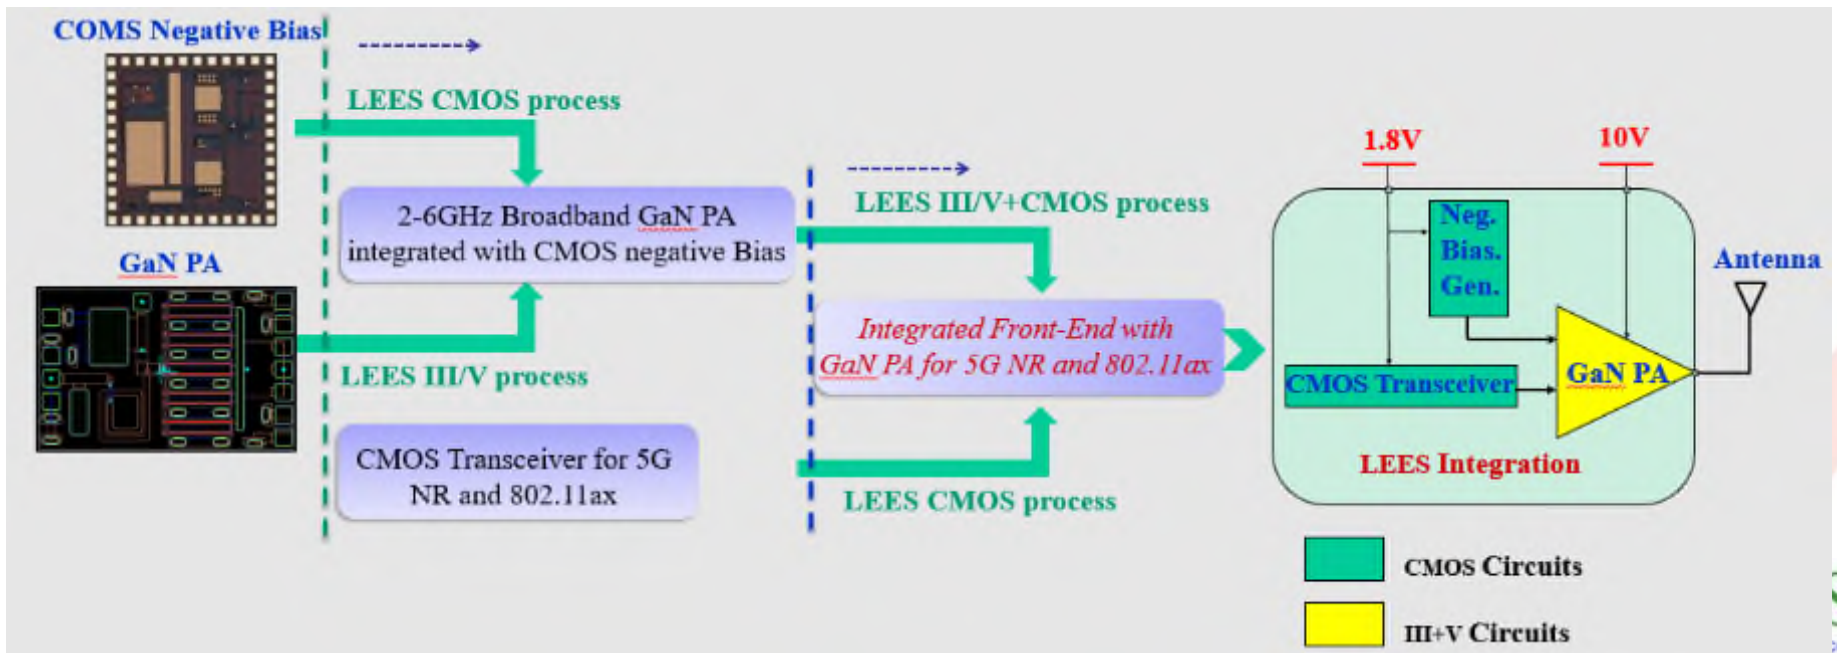 COMS Negative Bias
LEES CMOS process
2-6GHz Broadband GaN PA
integrated with CMOS negative Bias
GaN PA
LEES III/V process
CMOS Transceiver for 5G
NR and 802.11ax
LEES III/V+CMOS process
Integrated Front-End with
GaN PA for 5G NR and 802.11ax
LEES CMOS process
1.8V
10V
Neg.
Bias.
Gen.
Antenna
CMOS Transceiver
GaN PA
LEES Integration
CMOS Circuits
III+V Circuits